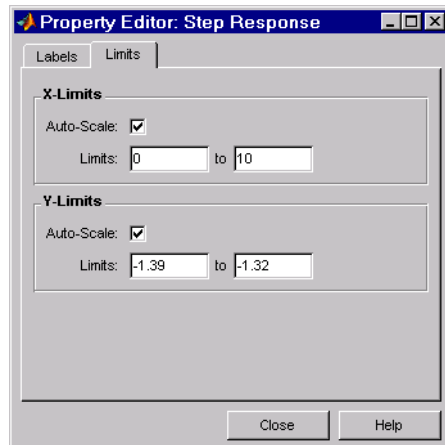 Property Editor: Step Response
Labels Limits
X-Limits
Auto-Scale:
Limits: 0 to 10
Y-Limits
Auto-Scale:
Limits: -1.39 to -1.32
Close Help